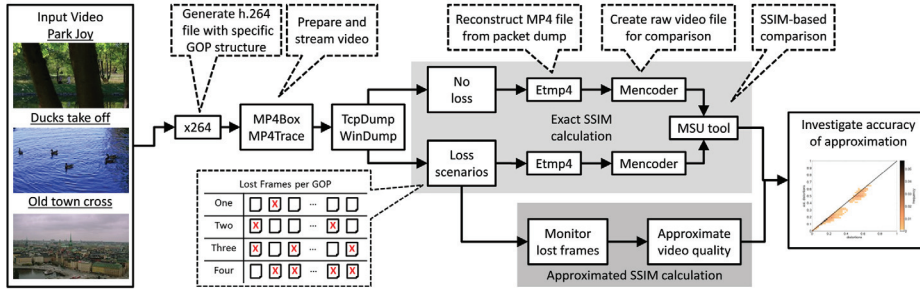 Input Video
Park Joy
Ducks take off
Old town cross
Generate h.264
file with specific
GOP structure
Prepare and
stream video
Reconstruct MP4 file
from packet dump
Create raw video file
for comparison
SSIM-based
comparison
x264
MP4Box
MP4Trace
TcpDump
WinDump
No
loss
Etmp4
Mencoder
Exact SSIM
calculation
MSU tool
Loss
scenarios
Etmp4
Mencoder
Lost Frames per GOP
One X ...
Two X ... X
Three X X ... X
Four X X ... X X
Monitor
lost frames
Approximate
video quality
Approximated SSIM calculation
Investigate accuracy
of approximation